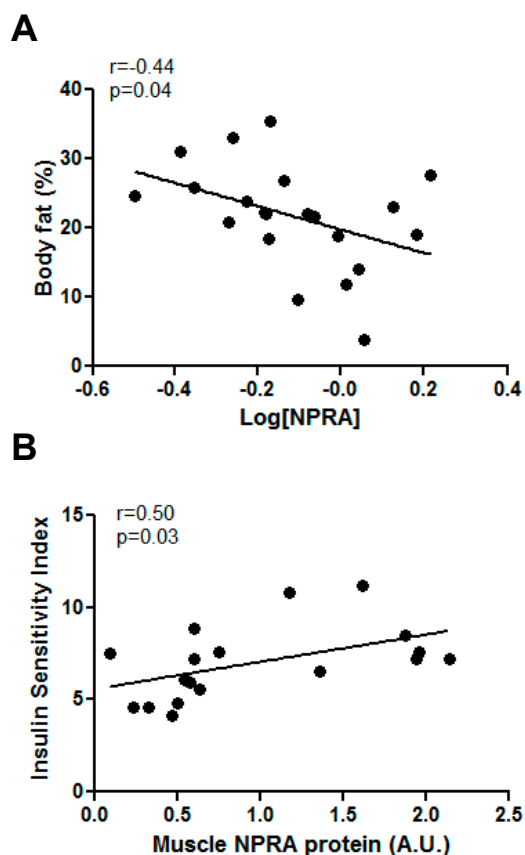 A
r=-0.44
p=0.04
40
30
20
10
0
Body fat (%)
-0.6 -0.4 -0.2 -0.0 0.2 0.4
Log[NPRA]
B
r=0.50
p=0.03
15
10
5
0
Insulin Sensitivity Index
0.0 0.5 1.0 1.5 2.0 2.5
Muscle NPRA protein (A.U.)